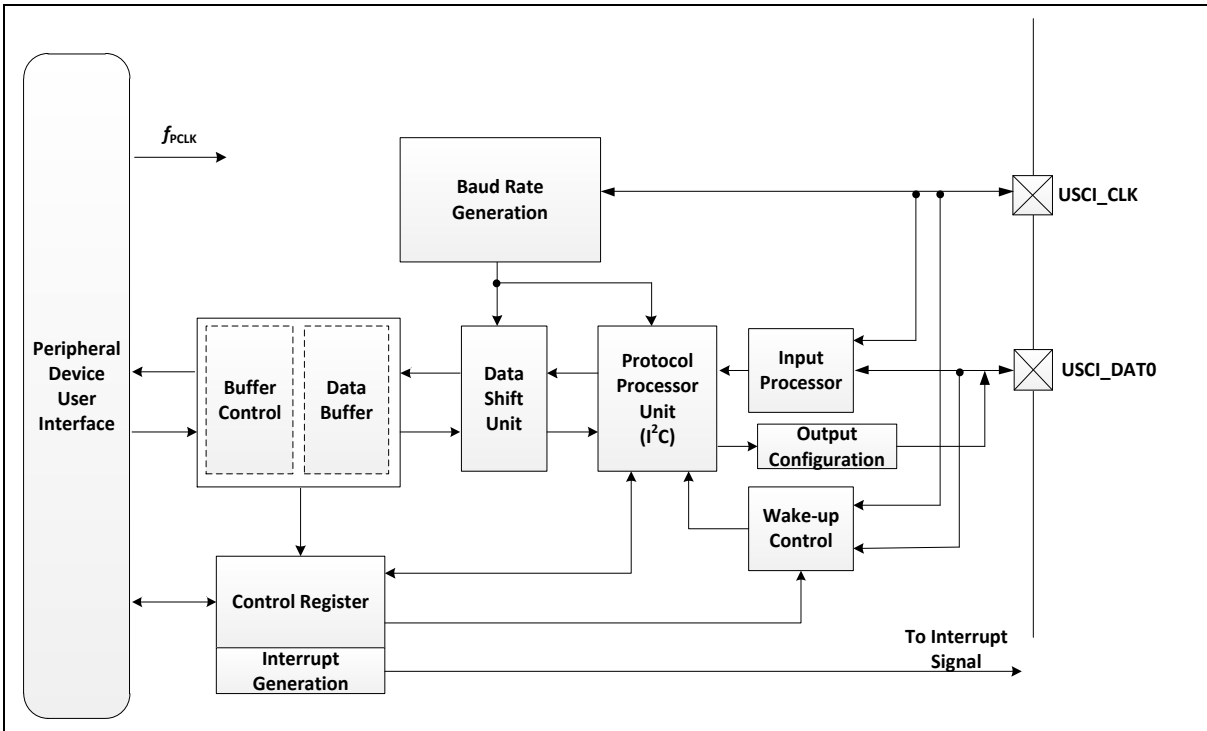 fPCLK
Baud Rate
Generation
USCI_CLK
Peripheral
Device
User
Interface
Buffer
Control
Data
Buffer
Data
Shift
Unit
Protocol
Processor
Unit
(I²C)
Input
Processor
USCI_DAT0
Output
Configuration
Wake-up
Control
Control Register
Interrupt
Generation
To Interrupt
Signal